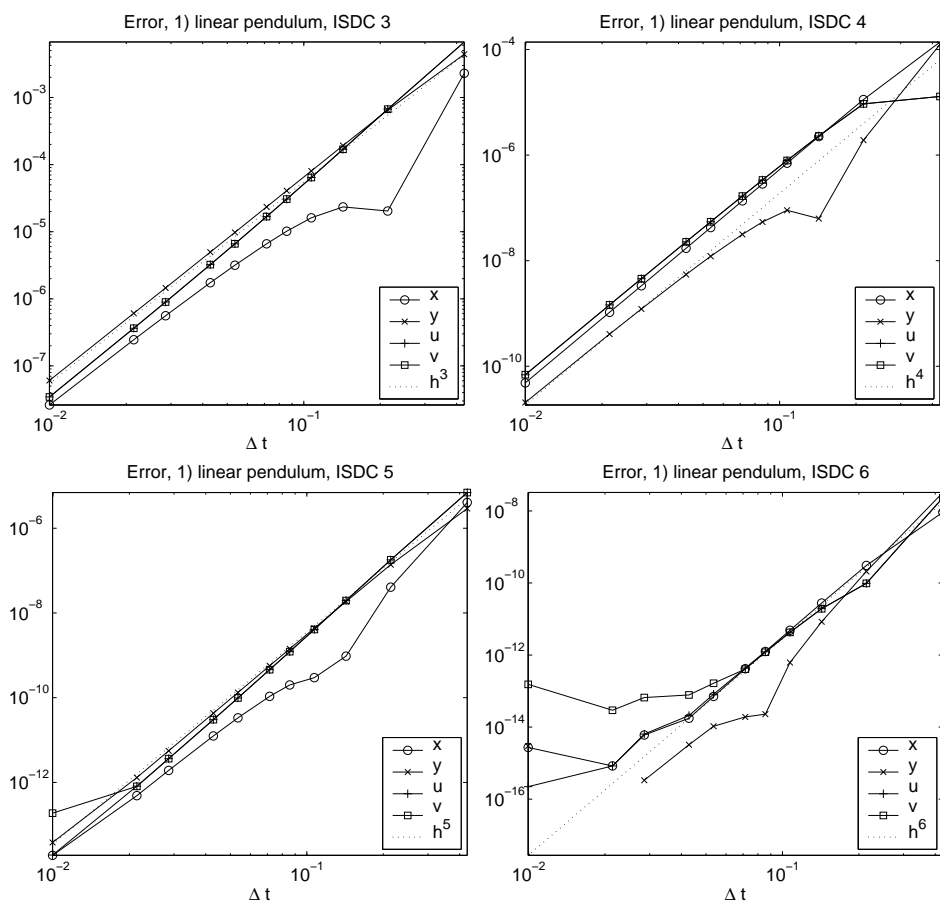 Error, 1) linear pendulum, ISDC 3
10^-3
10^-4
10^-5
10^-6
10^-7
x
y
u
v
h^3
10^-2
10^-1
Δ t
Error, 1) linear pendulum, ISDC 4
10^-4
10^-6
10^-8
10^-10
x
y
u
v
h^4
10^-2
10^-1
Δ t
Error, 1) linear pendulum, ISDC 5
10^-6
10^-8
10^-10
10^-12
x
y
u
v
h^5
10^-2
10^-1
Δ t
Error, 1) linear pendulum, ISDC 6
10^-8
10^-10
10^-12
10^-14
10^-16
x
y
u
v
h^6
10^-2
10^-1
Δ t